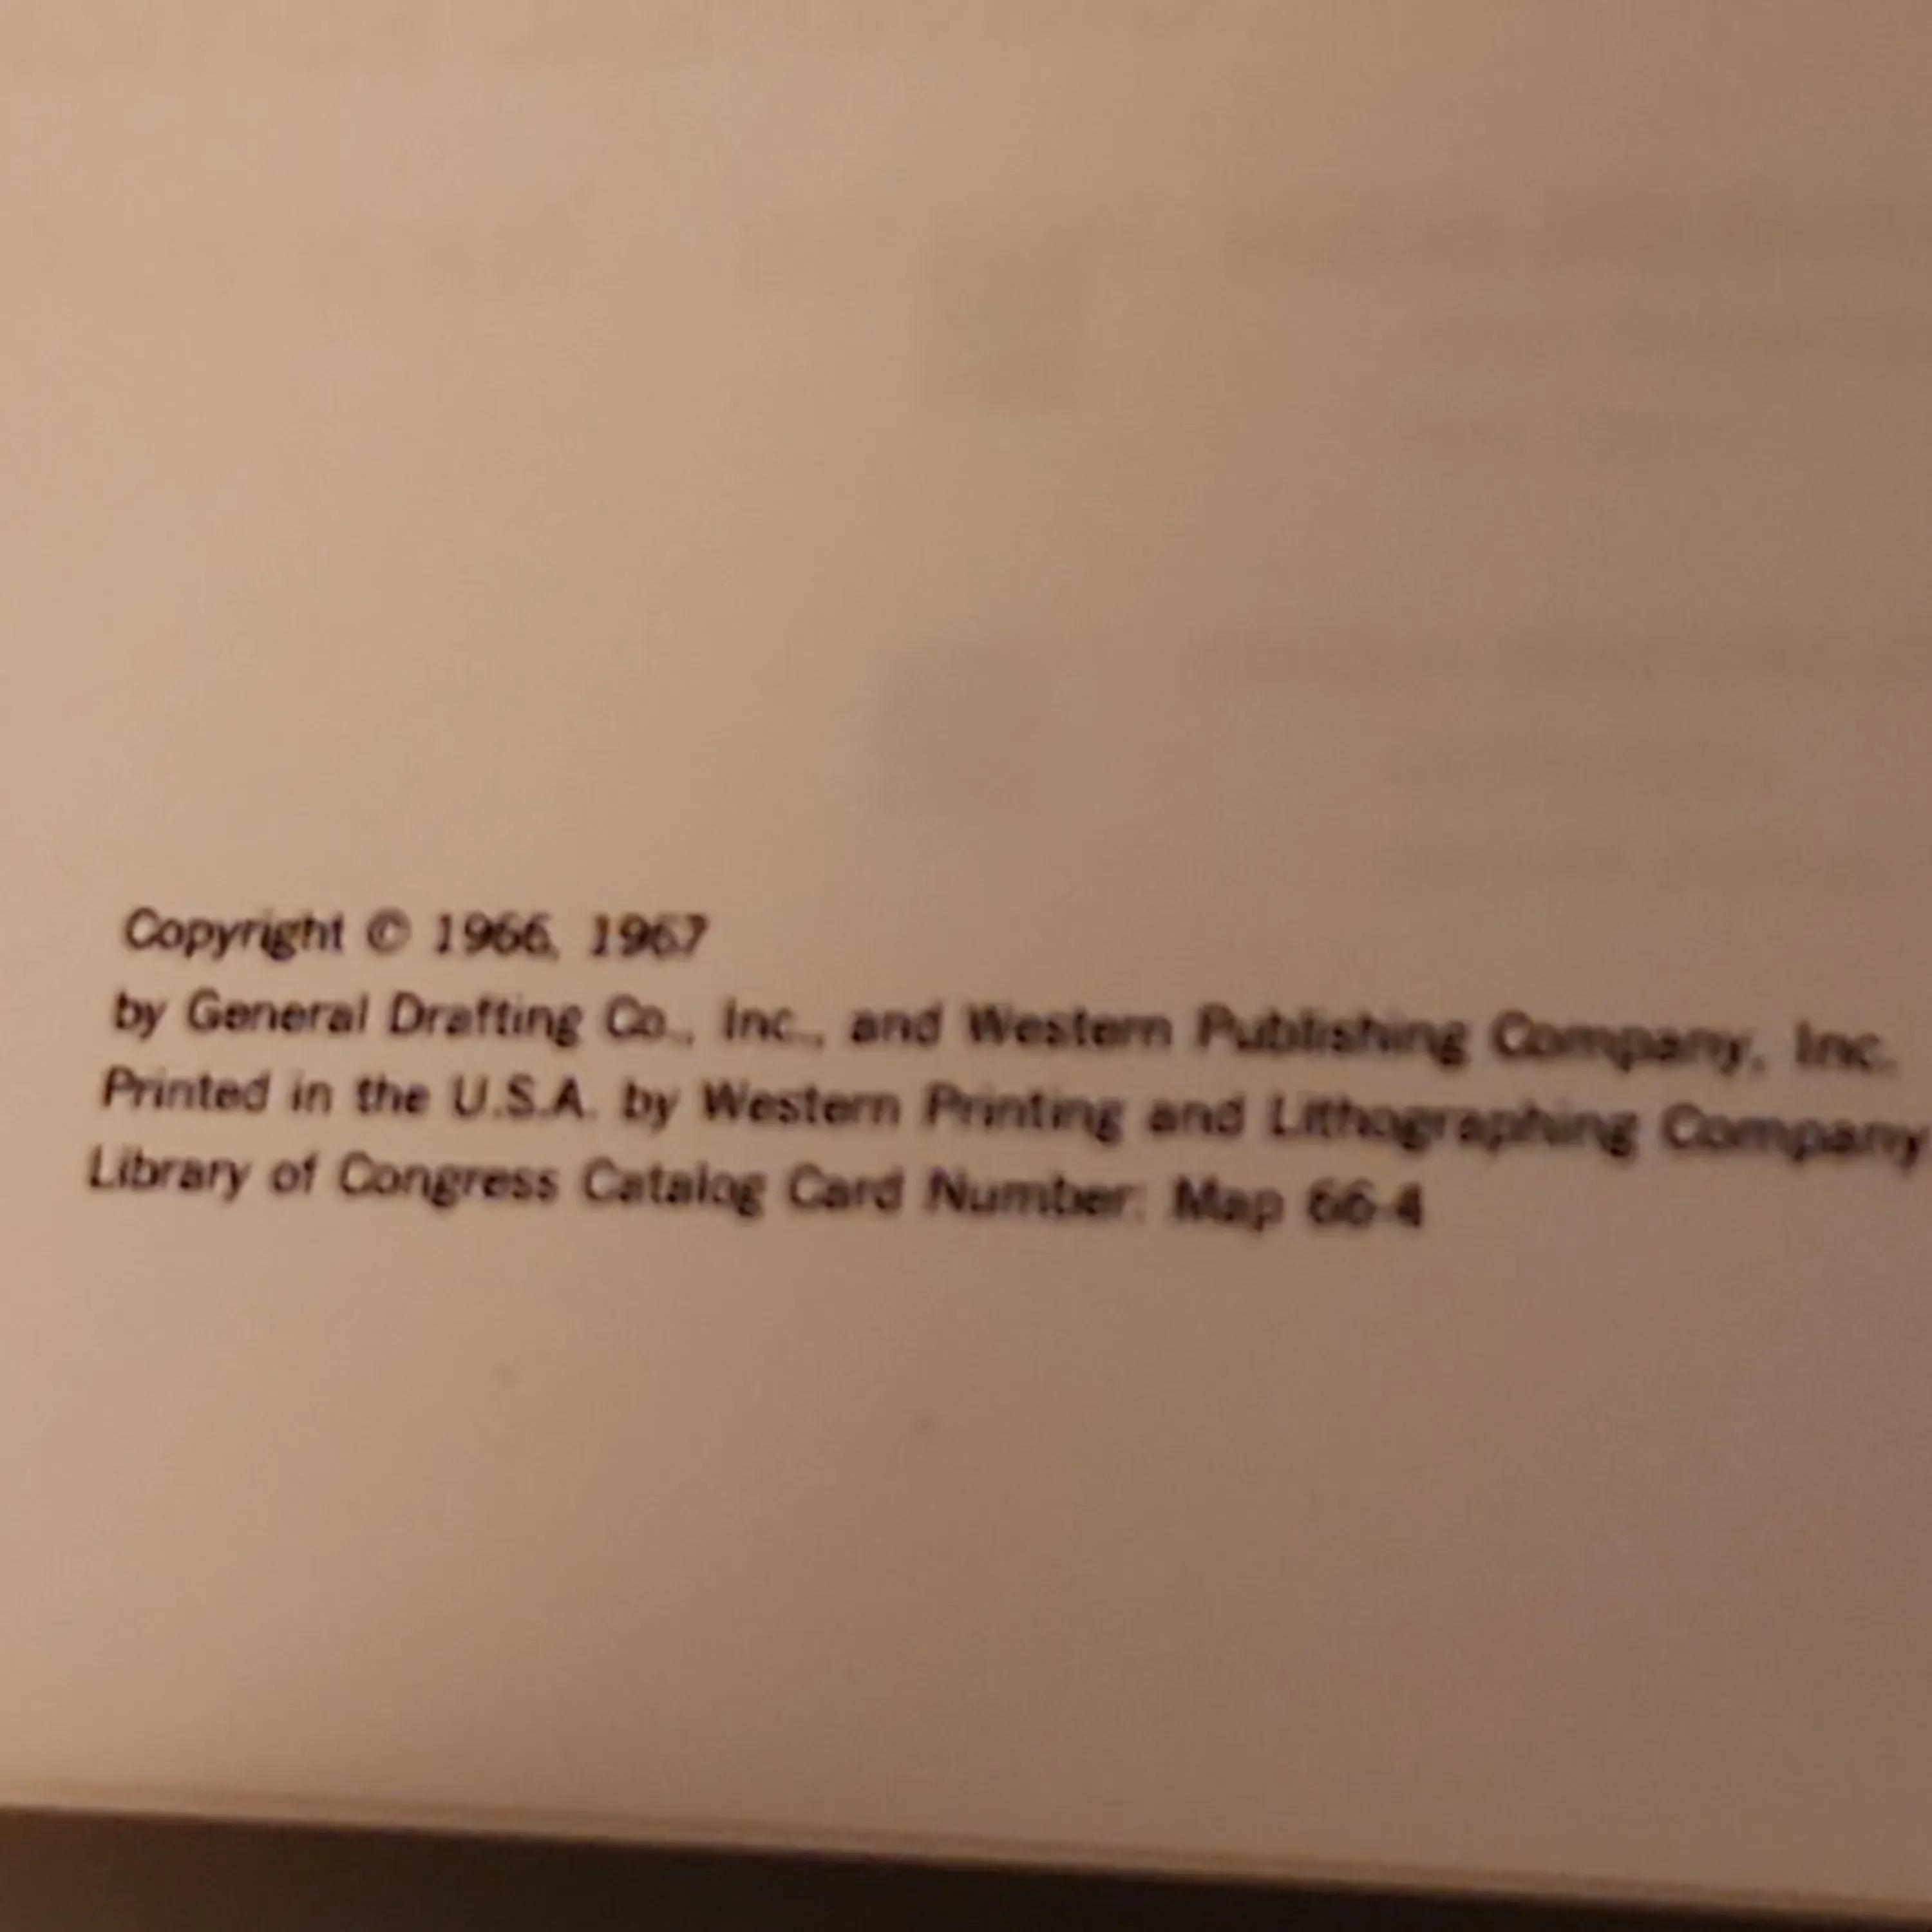 Copyright © 1966, 1967
by General Drafting Co., Inc., and Western Publishing Company, Inc.
Printed in the U.S.A. by Western Printing and Lithographing Company
Library of Congress Catalog Card Number: Map 66-4